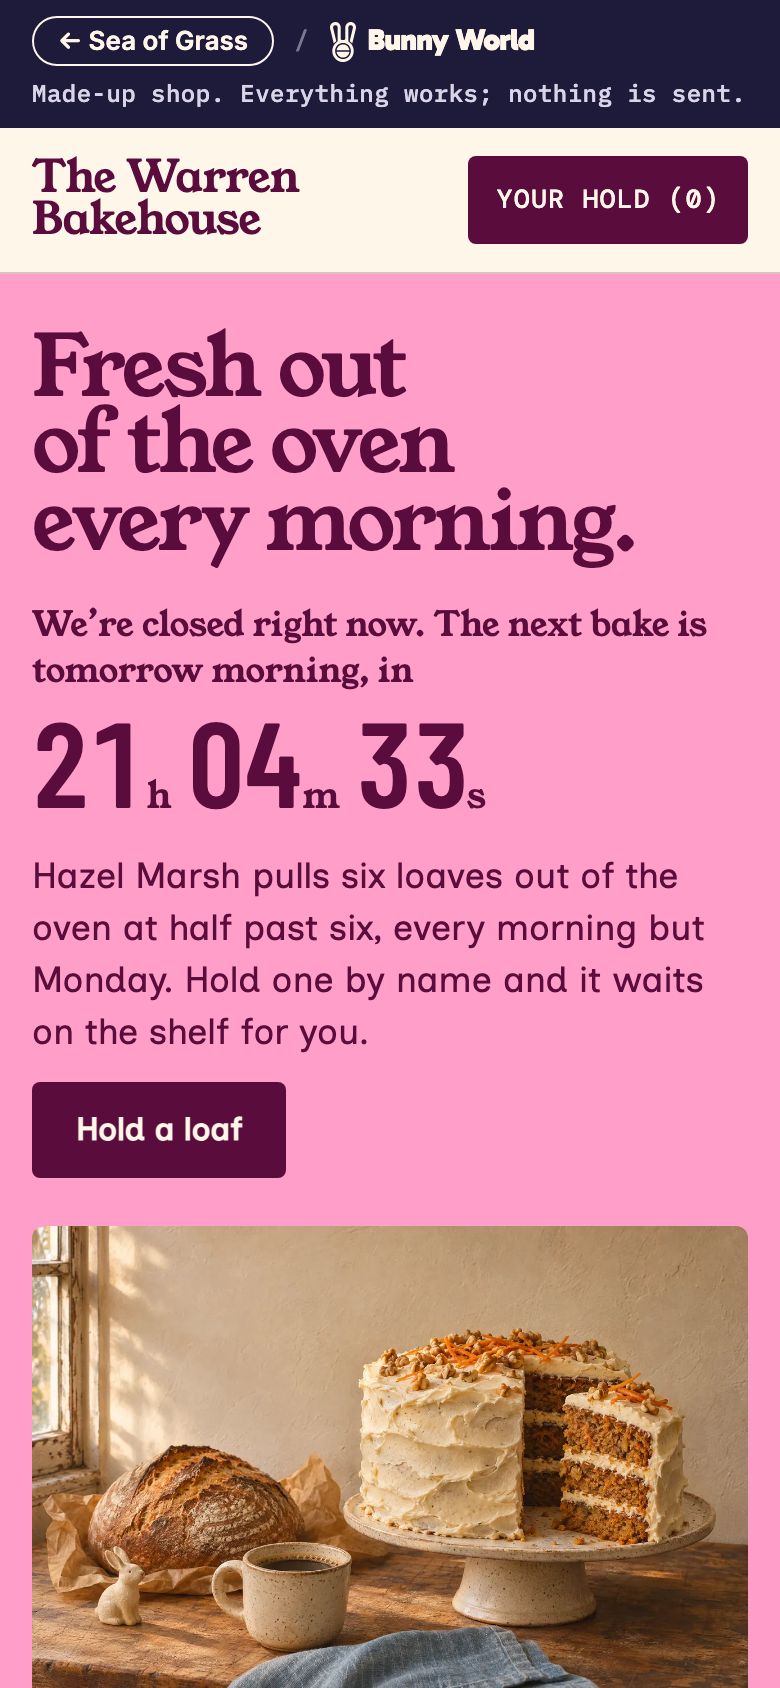 ← Sea of Grass / Bunny World
Made-up shop. Everything works; nothing is sent.
The Warren
Bakehouse
YOUR HOLD (0)
Fresh out
of the oven
every morning.
We’re closed right now. The next bake is
tomorrow morning, in
21h 04m 33s
Hazel Marsh pulls six loaves out of the
oven at half past six, every morning but
Monday. Hold one by name and it waits
on the shelf for you.
Hold a loaf